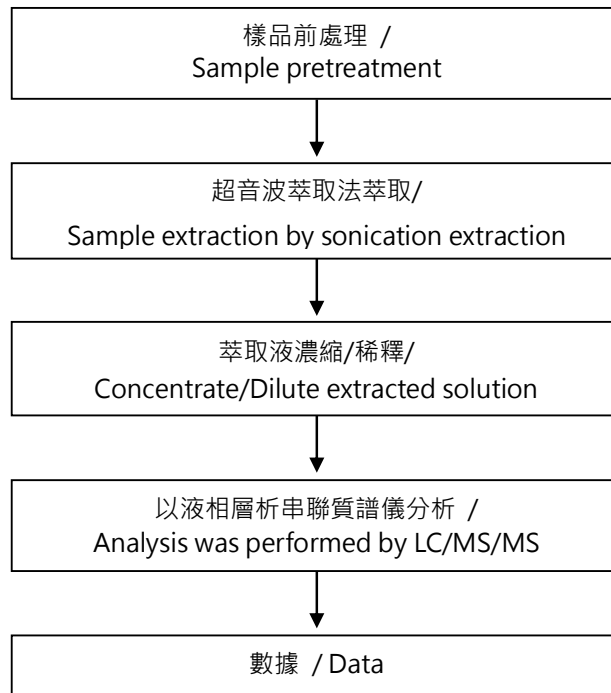 樣品前處理 /
Sample pretreatment
超音波萃取法萃取/
Sample extraction by sonication extraction
萃取液濃縮/稀釋/
Concentrate/Dilute extracted solution
以液相層析串聯質譜儀分析 /
Analysis was performed by LC/MS/MS
數據 / Data